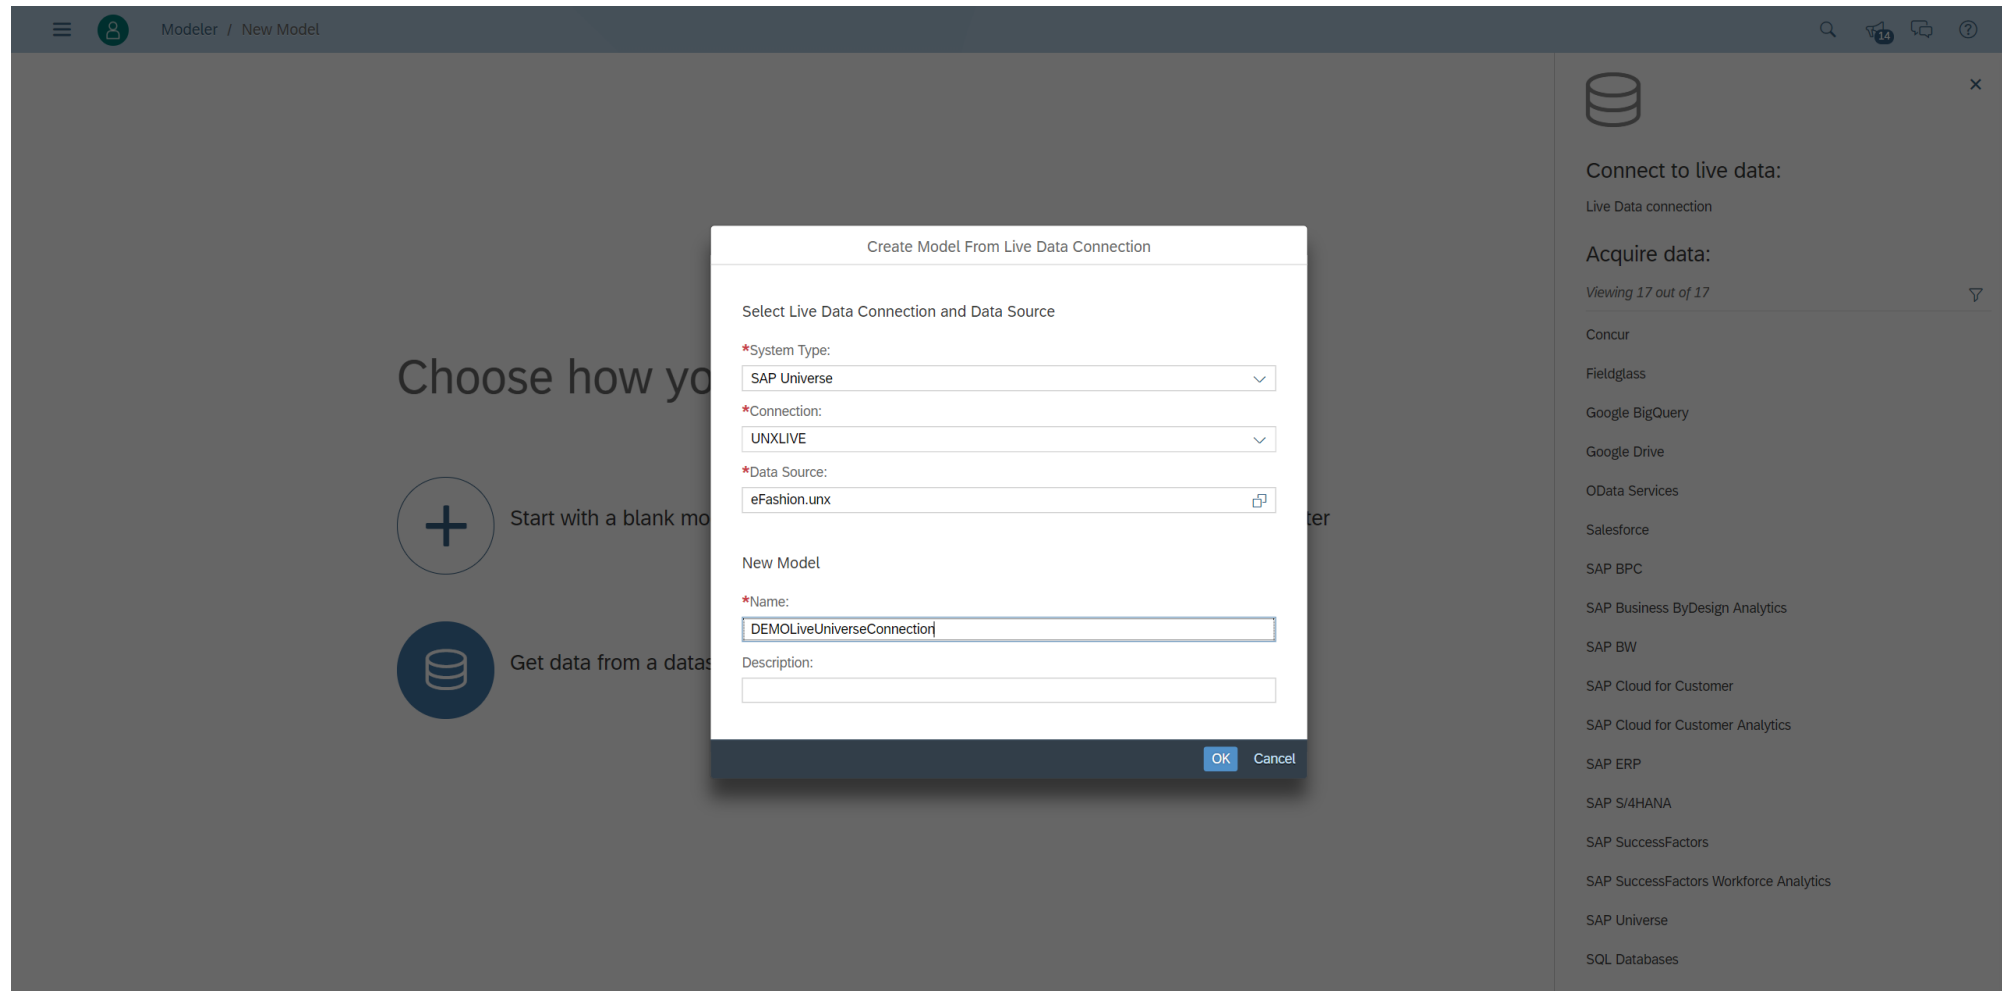 Modeler / New Model
14
Create Model From Live Data Connection
Select Live Data Connection and Data Source
*System Type:
SAP Universe
*Connection:
UNXLIVE
*Data Source:
eFashion.unx
New Model
*Name:
DEMOLiveUniverseConnection
Description:
OK Cancel
Choose how yo
Start with a blank mo
ter
Get data from a datas
Connect to live data:
Live Data connection
Acquire data:
Viewing 17 out of 17
Concur
Fieldglass
Google BigQuery
Google Drive
OData Services
Salesforce
SAP BPC
SAP Business ByDesign Analytics
SAP BW
SAP Cloud for Customer
SAP Cloud for Customer Analytics
SAP ERP
SAP S/4HANA
SAP SuccessFactors
SAP SuccessFactors Workforce Analytics
SAP Universe
SQL Databases